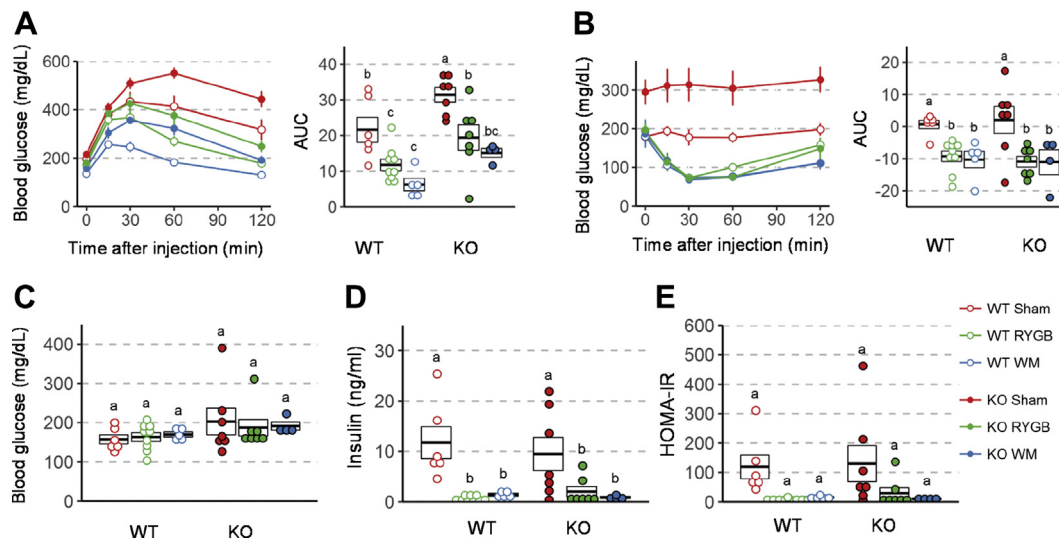 A
Blood glucose (mg/dL)
600
400
200
0
0 30 60 90 120
Time after injection (min)
AUC
40
30
20
10
0
b
c
c
a
b
bc
WT KO
B
Blood glucose (mg/dL)
300
200
100
0
0 30 60 90 120
Time after injection (min)
AUC
20
10
0
-10
-20
a
b b
a
b b
WT KO
C
Blood glucose (mg/dL)
400
300
200
100
0
a a a
a
a
a
WT KO
D
Insulin (ng/ml)
30
20
10
0
a
b b
a
b
b
WT KO
E
HOMA-IR
600
500
400
300
200
100
0
a
a a
a
a
a
WT KO
WT Sham
WT RYGB
WT WM
KO Sham
KO RYGB
KO WM